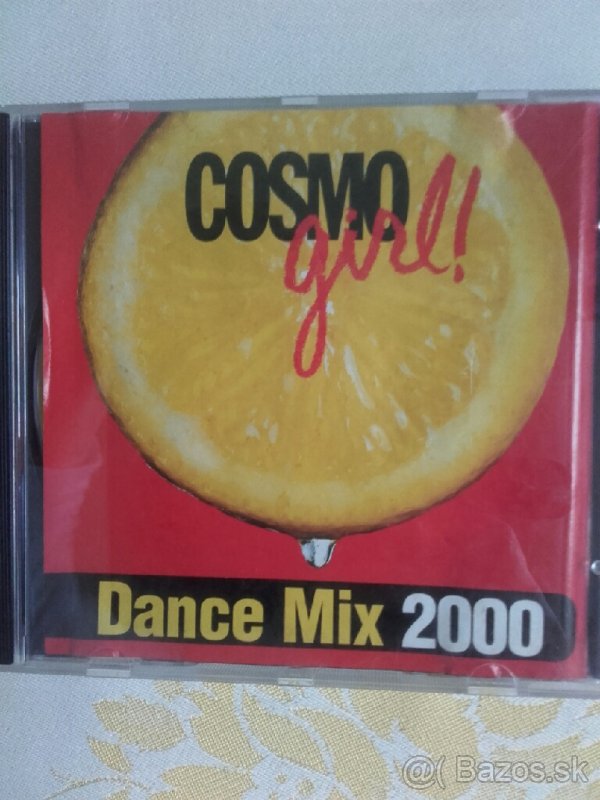 COSMO
girl!
Dance Mix 2000
@( Bazos.sk